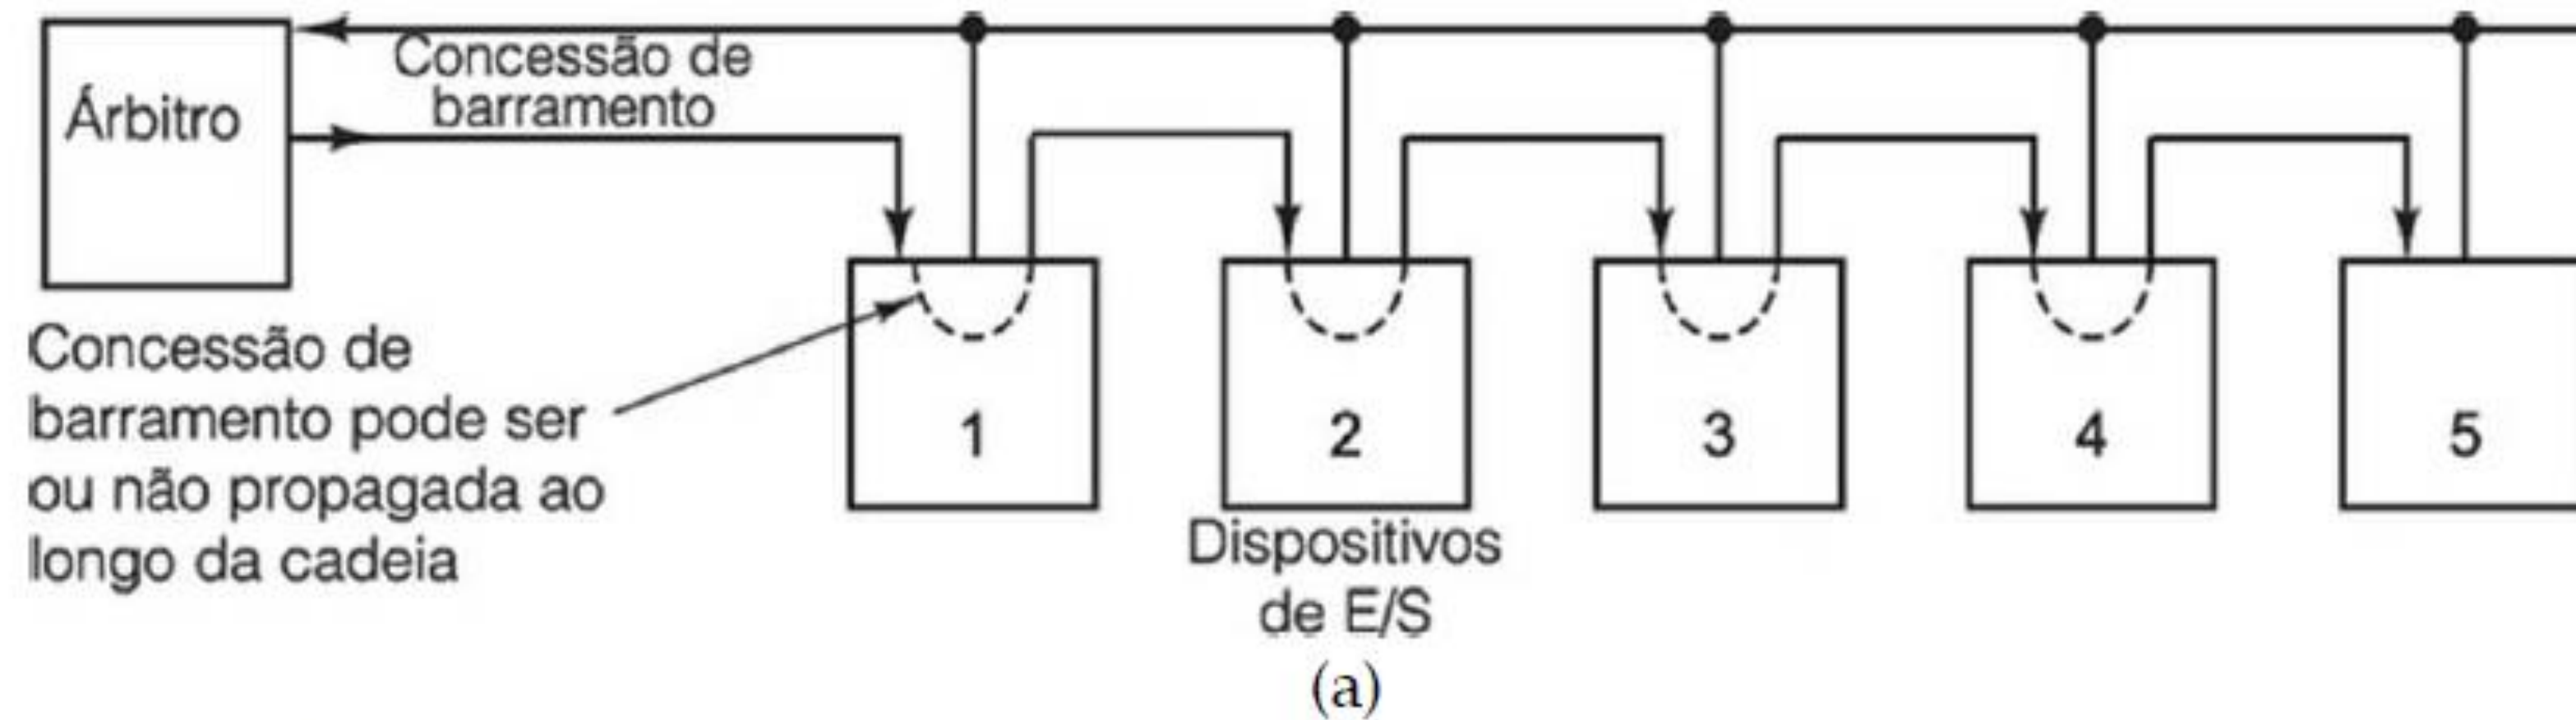 Concessão de
barramento
Árbitro
Concessão de
barramento pode ser
ou não propagada ao
longo da cadeia
1
2
3
4
5
Dispositivos
de E/S
(a)